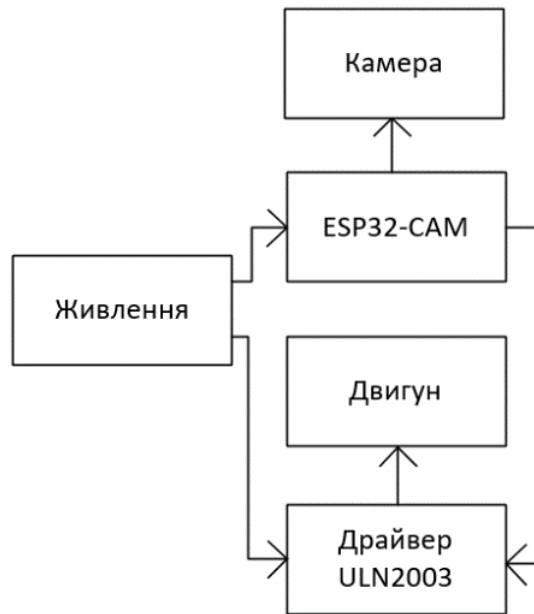 Камера
ESP32-CAM
Живлення
Двигун
Драйвер
ULN2003